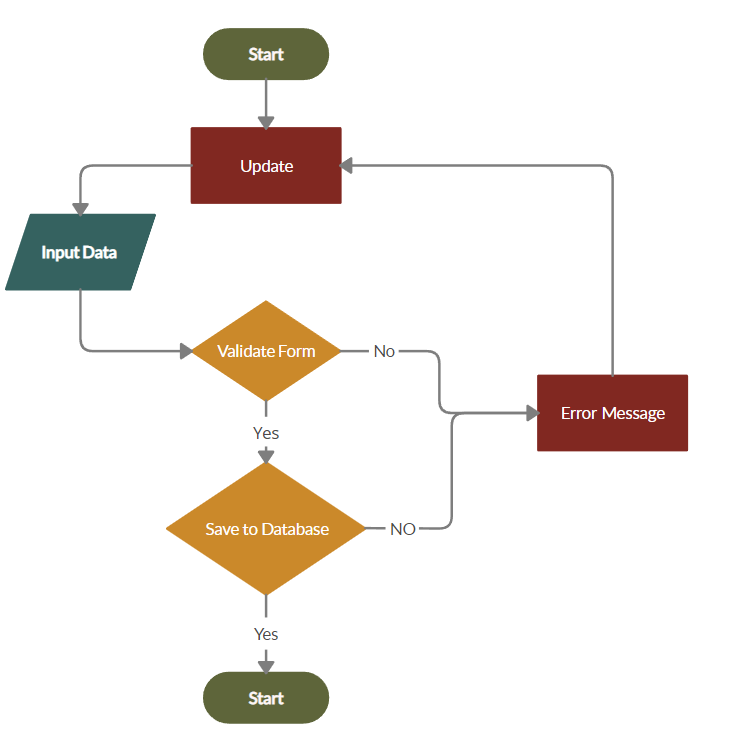 Start
Update
Input Data
Validate Form
No
Error Message
Yes
Save to Database
NO
Yes
Start